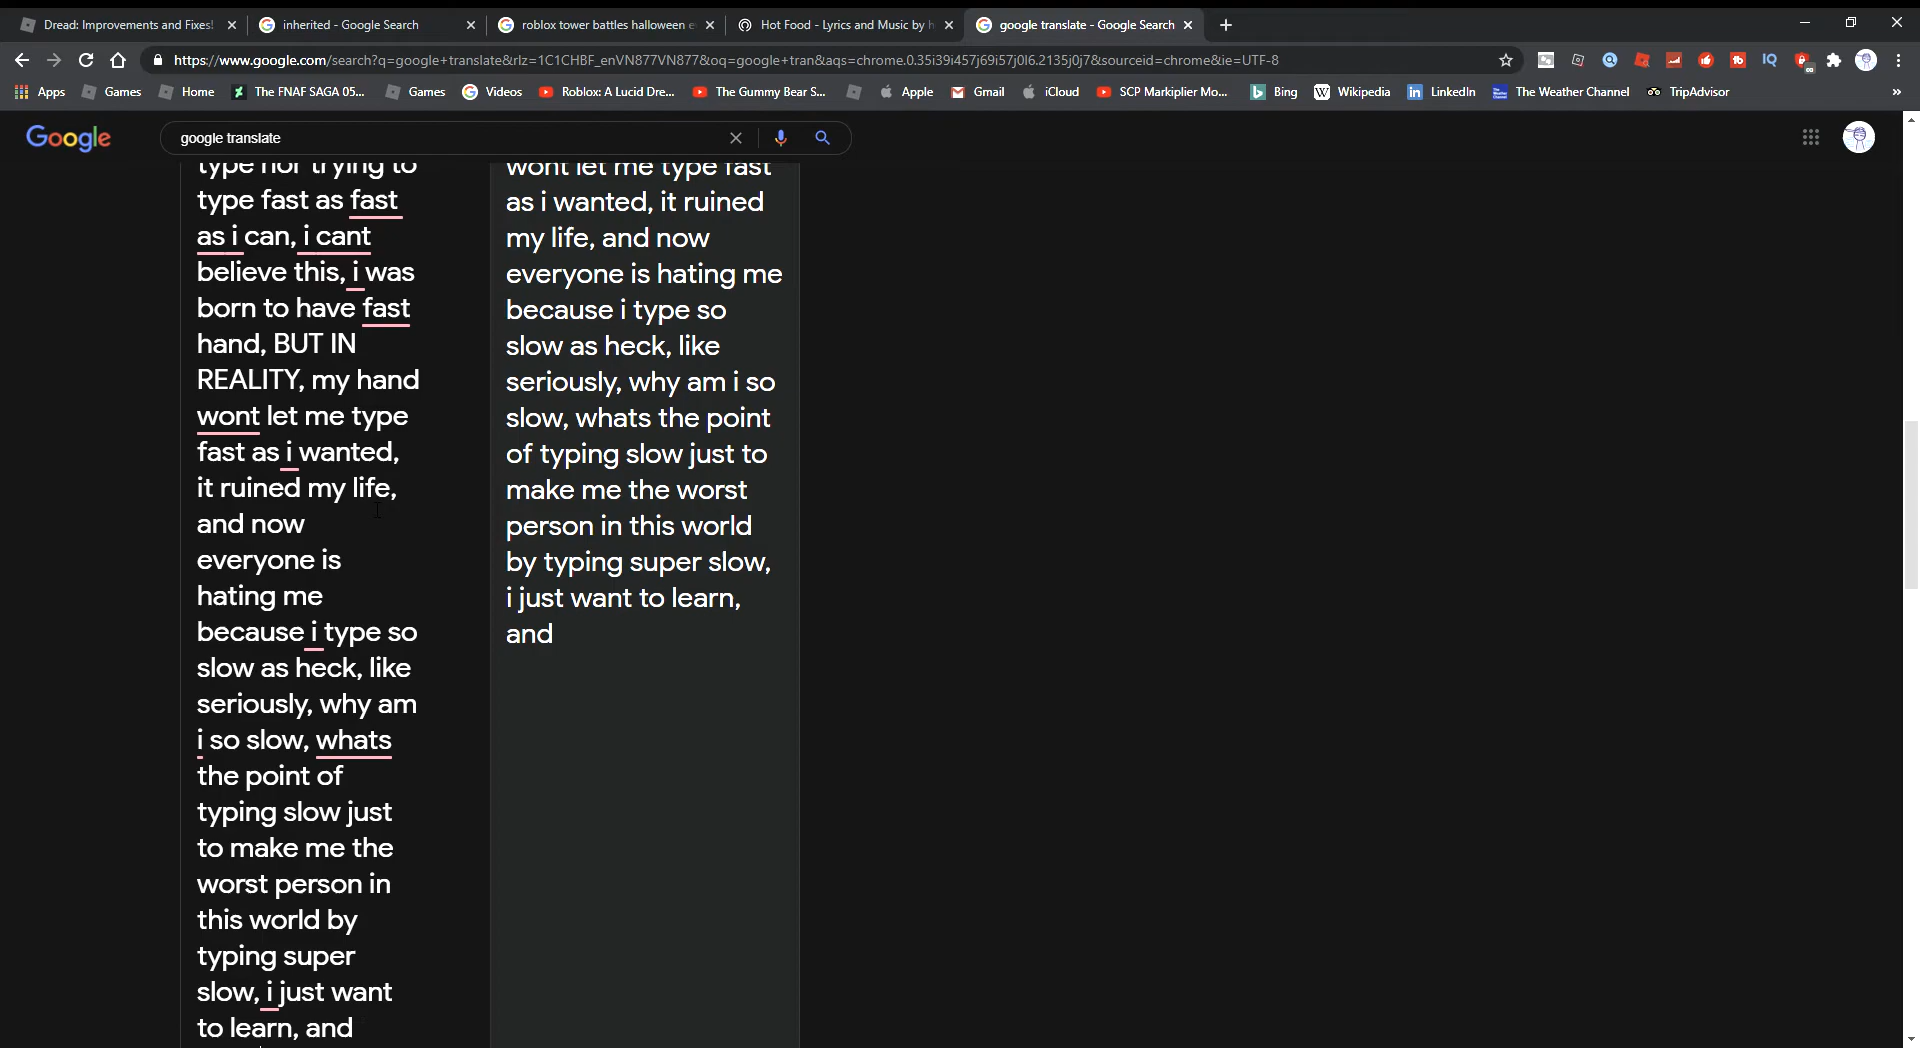 Dread: Improvements and Fixes!
inherited - Google Search
roblox tower battles halloween e
Hot Food - Lyrics and Music by h
google translate - Google Search
https://www.google.com/search?q=google+translate&rlz=1C1CHBF_enVN877VN877&oq=google+tran&aqs=chrome.0.35i39i457j69i57j0l6.2135j0j7&sourceid=chrome&ie=UTF-8
Apps
Games
Home
The FNAF SAGA 05...
Games
Videos
Roblox: A Lucid Dre...
The Gummy Bear S...
Apple
Gmail
iCloud
SCP Markiplier Mo...
Bing
Wikipedia
LinkedIn
The Weather Channel
TripAdvisor
Google
google translate
type nor trying to
type fast as fast
as i can, i cant
believe this, i was
born to have fast
hand, BUT IN
REALITY, my hand
wont let me type
fast as i wanted,
it ruined my life,
and now
everyone is
hating me
because i type so
slow as heck, like
seriously, why am
i so slow, whats
the point of
typing slow just
to make me the
worst person in
this world by
typing super
slow, i just want
to learn, and
wont let me type fast
as i wanted, it ruined
my life, and now
everyone is hating me
because i type so
slow as heck, like
seriously, why am i so
slow, whats the point
of typing slow just to
make me the worst
person in this world
by typing super slow,
i just want to learn,
and